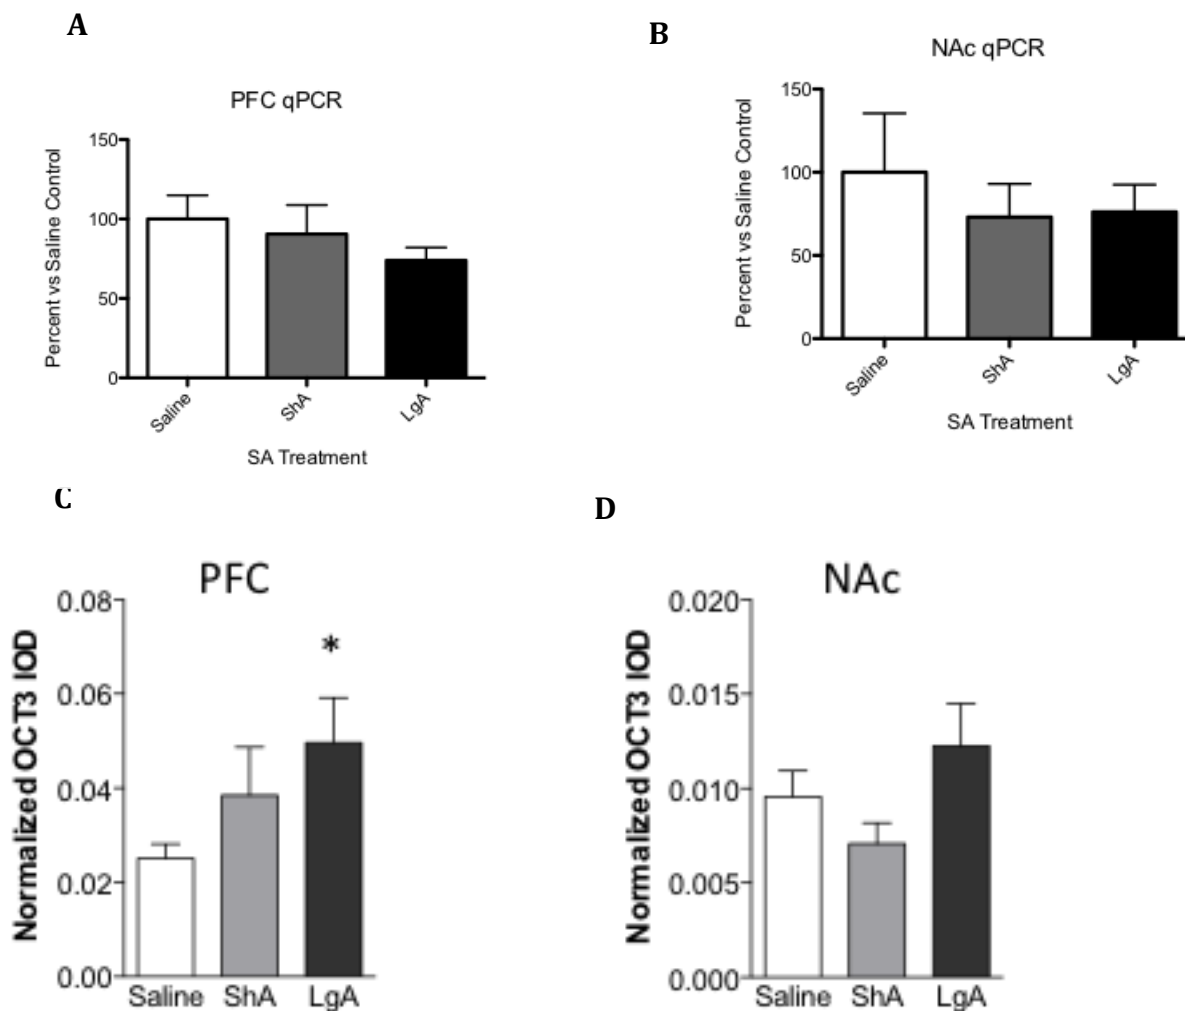 A
PFC qPCR
Percent vs Saline Control
150
100
50
0
Saline
ShA
LgA
SA Treatment
B
NAc qPCR
Percent vs Saline Control
150
100
50
0
Saline
ShA
LgA
SA Treatment
C
PFC
Normalized OCT3 IOD
0.08
0.06
0.04
0.02
0.00
*
Saline ShA LgA
D
NAc
Normalized OCT3 IOD
0.020
0.015
0.010
0.005
0.000
Saline ShA LgA